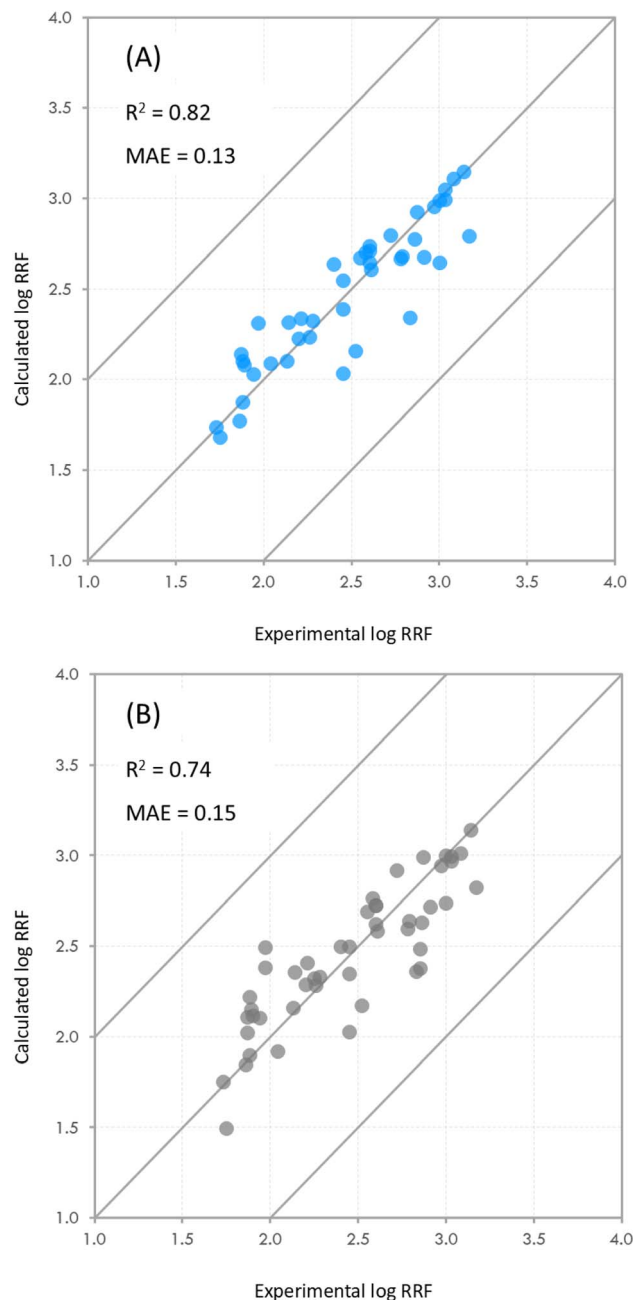 4.0
(A)
R² = 0.82
3.5
MAE = 0.13
3.0
Calculated log RRF
2.5
2.0
1.5
1.0
1.0 1.5 2.0 2.5 3.0 3.5 4.0
Experimental log RRF
4.0
(B)
R² = 0.74
3.5
MAE = 0.15
3.0
Calculated log RRF
2.5
2.0
1.5
1.0
1.0 1.5 2.0 2.5 3.0 3.5 4.0
Experimental log RRF